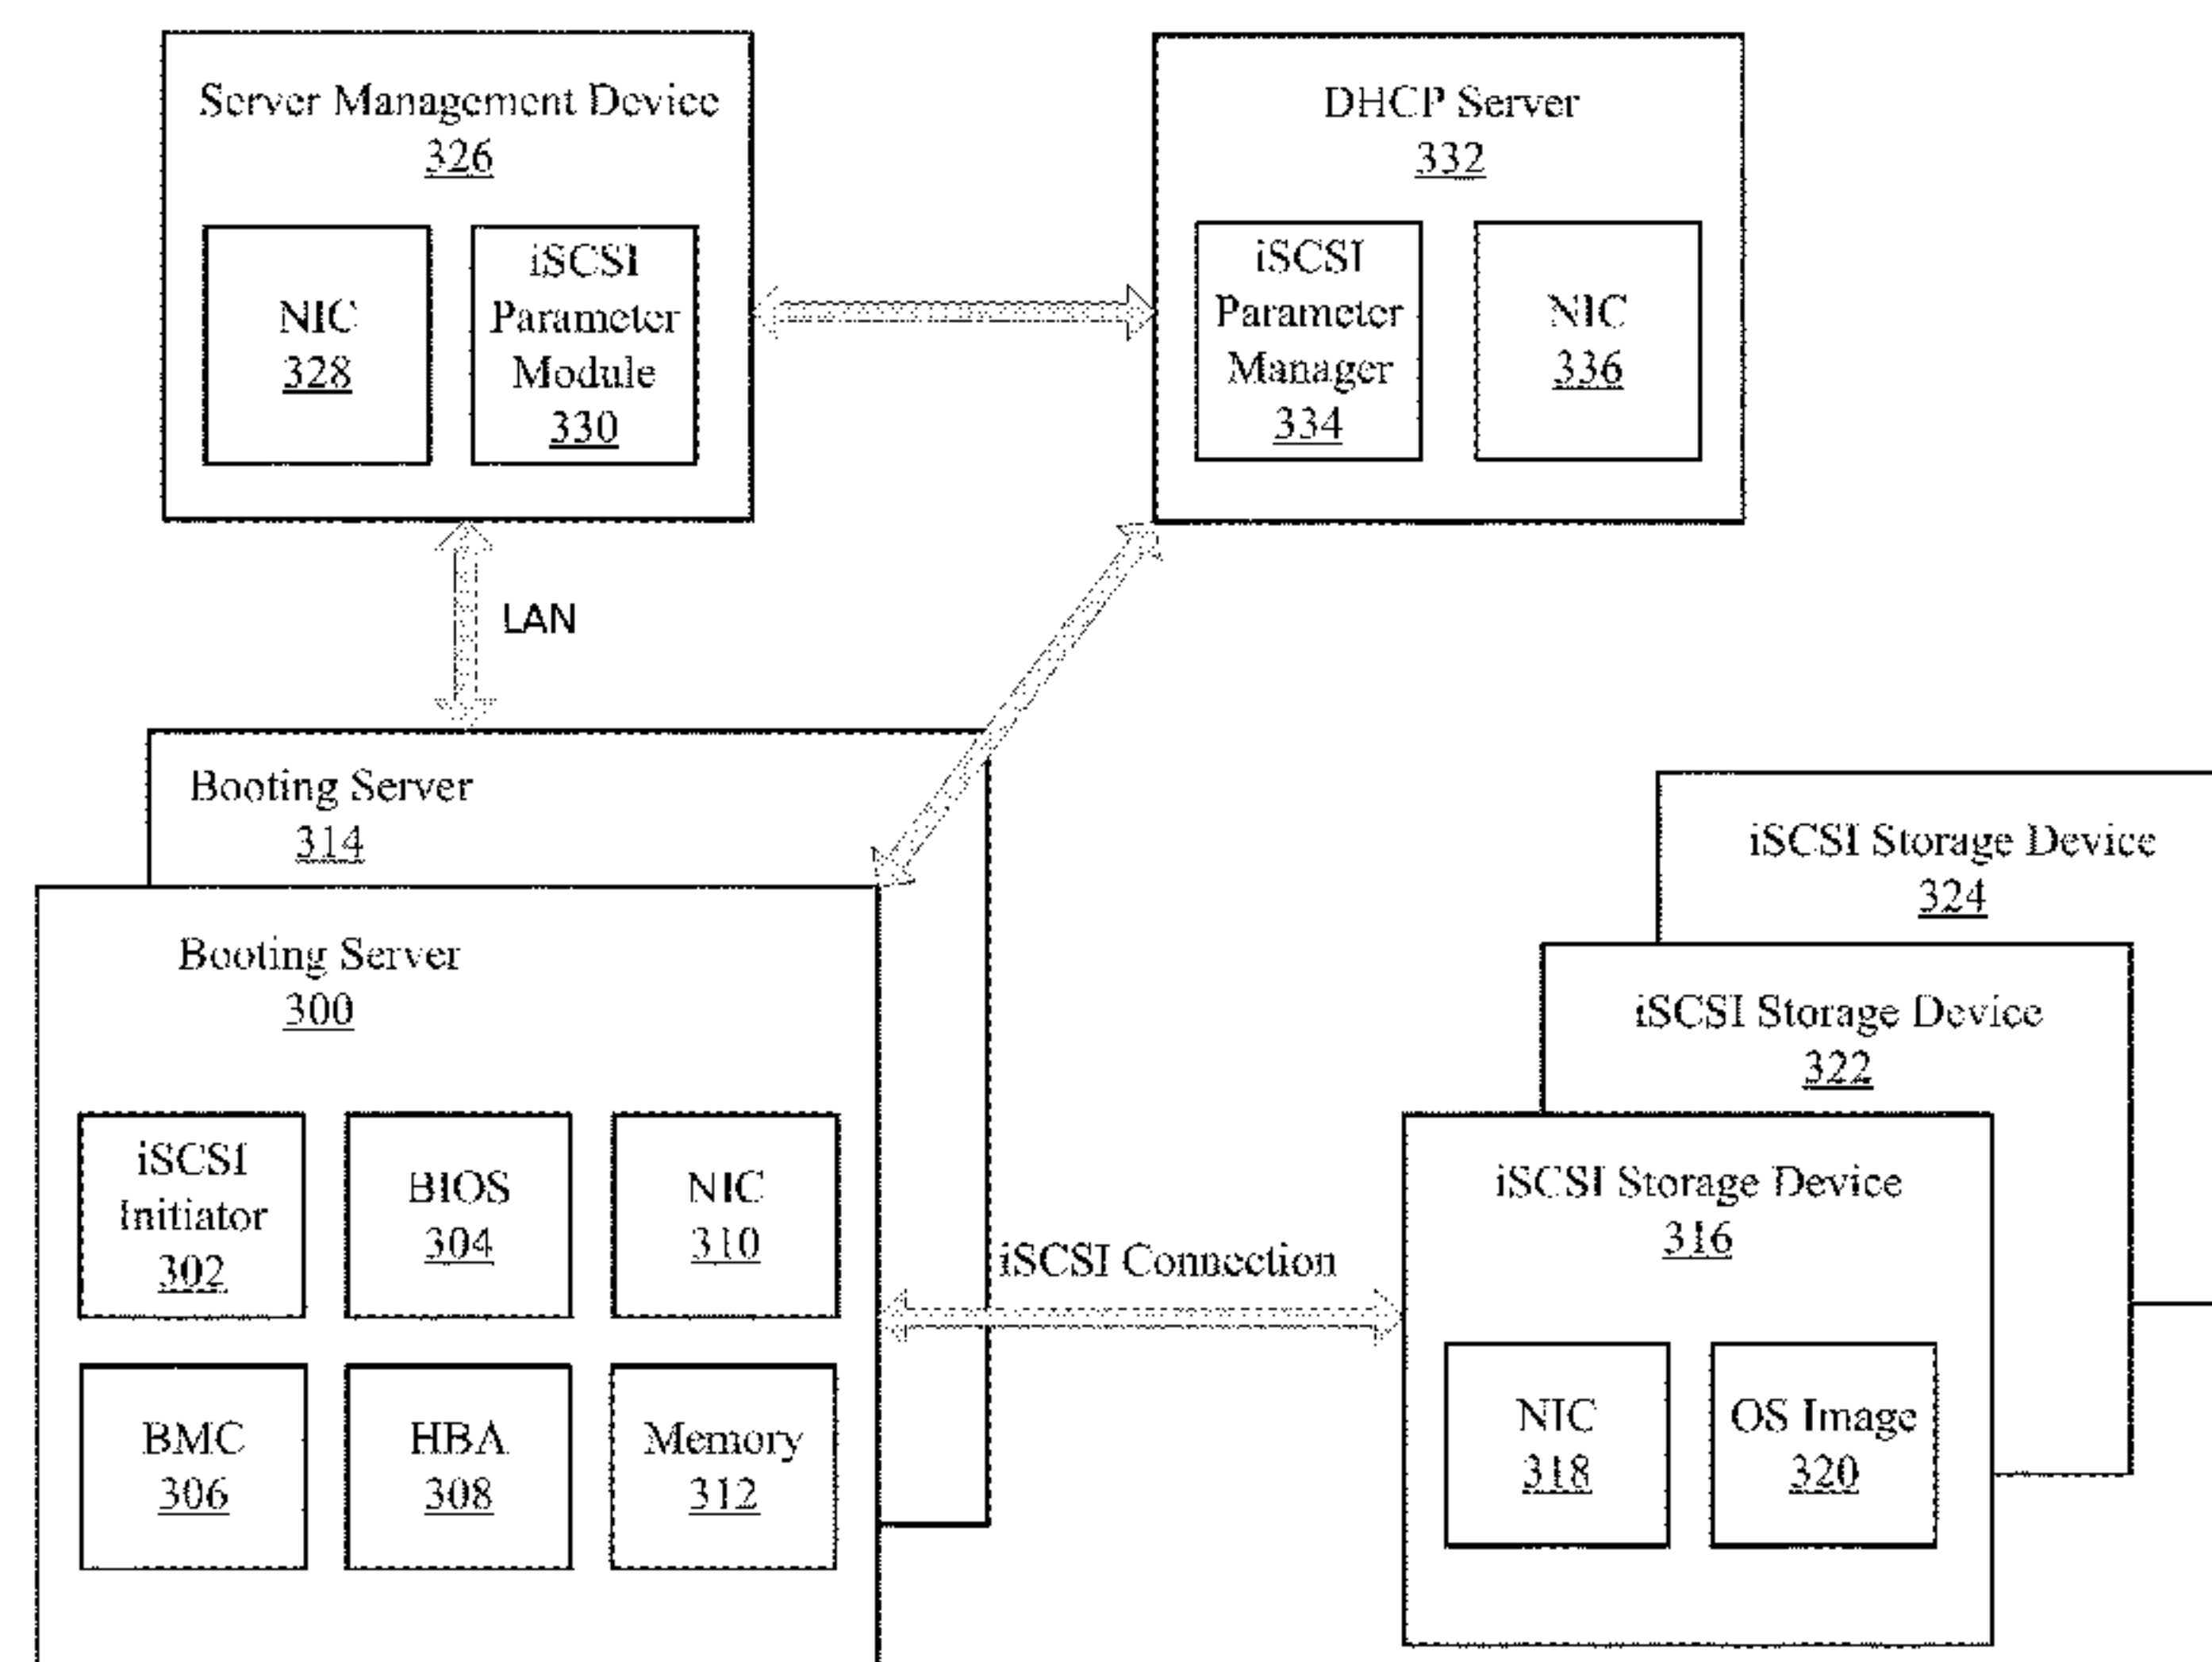 Server Management Device
326
NIC
328
iSCSI
Parameter
Module
330
DHCP Server
332
iSCSI
Parameter
Manager
334
NIC
336
LAN
Booting Server
314
Booting Server
300
iSCSI
Initiator
302
BIOS
304
NIC
310
BMC
306
HBA
308
Memory
312
iSCSI Connection
iSCSI Storage Device
324
iSCSI Storage Device
322
iSCSI Storage Device
316
NIC
318
OS Image
320